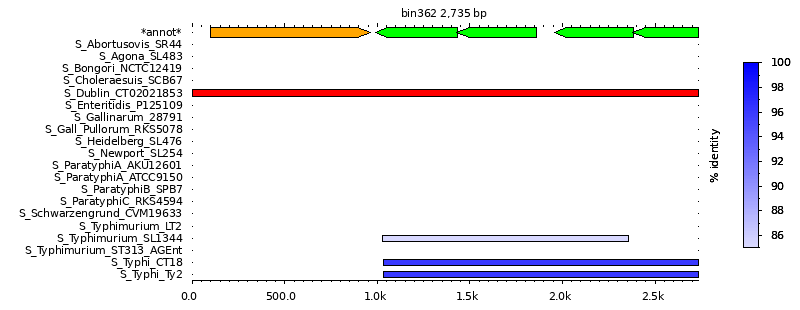 bin362 2,735 bp
*annot*
S_Abortusovis_SR44
S_Agona_SL483
S_Bongori_NCTC12419
S_Choleraesuis_SCB67
S_Dublin_CT02021853
S_Enteritidis_P125109
S_Gallinarum_28791
S_Gall_Pullorum_RKS5078
S_Heidelberg_SL476
S_Newport_SL254
S_ParatyphiA_AKU12601
S_ParatyphiA_ATCC9150
S_ParatyphiB_SPB7
S_ParatyphiC_RKS4594
S_Schwarzengrund_CVM19633
S_Typhimurium_LT2
S_Typhimurium_SL1344
S_Typhimurium_ST313_AGEnt
S_Typhi_CT18
S_Typhi_Ty2
0.0 500.0 1.0k 1.5k 2.0k 2.5k
% identity
100
98
96
94
92
90
88
86